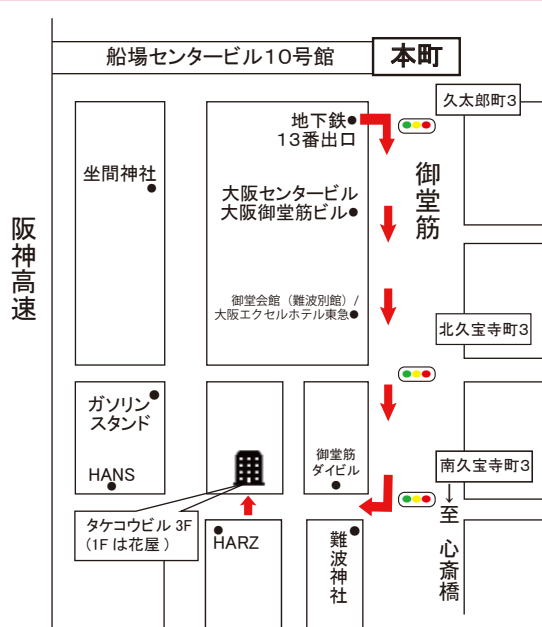 船場センタービル10号館
本町
久太郎町3
地下鉄
13番出口
坐間神社
大阪センタービル
大阪御堂筋ビル
御堂筋
阪神高速
御堂会館（難波別館）/
大阪エクセルホテル東急
北久宝寺町3
ガソリン
スタンド
HANS
御堂筋
ダイビル
南久宝寺町3
↓至 心斎橋
タケコウビル 3F
(1F は花屋 )
HARZ
難波神社